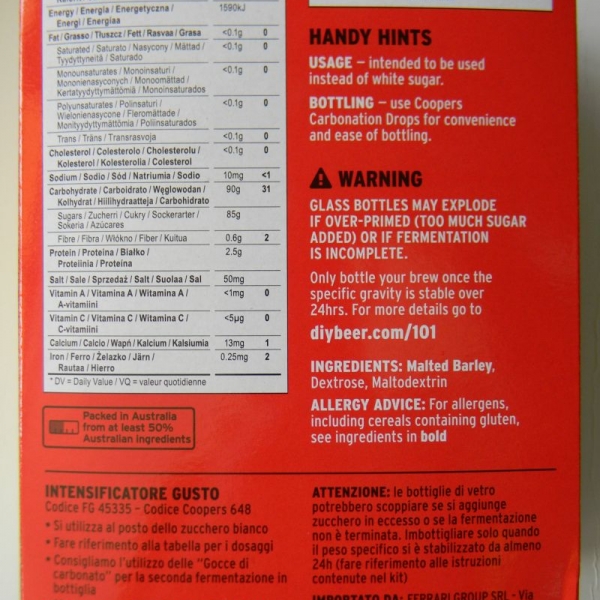 Energy / Energia / Energetyczna /
Energi / Energiaa 1590kJ
Fat / Grasso / Tłuszcz / Fett / Rasvaa / Grasa <0.1g 0
Saturated / Saturato / Nasycony / Mättad /
Tyydyttyneitä / Saturado <0.1g 0
Monounsaturates / Monoinsaturi /
Mononienasyconych / Monoomättad /
Kertatyydyttymättömiä / Monoinsaturados <0.1g 0
Polyunsaturates / Polinsaturi /
Wielonienasycone / Fleromättade /
Monityydyttymättömia / Poliinsaturados <0.1g 0
Trans / Träns / Transrasvoja <0.1g 0
Cholesterol / Colesterolo / Cholesterolu /
Kolesterol / Kolesterolia / Colesterol <0.1g 0
Sodium / Sodio / Sód / Natriumia / Sodio 10mg <1
Carbohydrate / Carboidrato / Węglowodan /
Kolhydrat / Hiilihydraatteja / Carbohidrato 90g 31
Sugars / Zucherri / Cukry / Sockerarter /
Sokeria / Azúcares 85g
Fibre / Fibra / Włókno / Fiber / Kuitua 0.6g 2
Protein / Proteina / Białko /
Proteiinia / Proteina 2.5g
Salt / Sale / Sprzedaż / Salt / Suolaa / Sal 50mg
Vitamin A / Vitamina A / Witamina A /
A-vitamiini <1mg 0
Vitamin C / Vitamina C / Witamina C /
C-vitamiini <5µg 0
Calcium / Calcio / Wapń / Kalcium / Kalsiumia 13mg 1
Iron / Ferro / Żelazko / Järn /
Rautaa / Hierro 0.25mg 2
* DV = Daily Value / VQ = valeur quotidienne
Packed in Australia
from at least 50%
Australian ingredients
HANDY HINTS
USAGE – intended to be used
instead of white sugar.
BOTTLING – use Coopers
Carbonation Drops for convenience
and ease of bottling.
WARNING
GLASS BOTTLES MAY EXPLODE
IF OVER-PRIMED (TOO MUCH SUGAR
ADDED) OR IF FERMENTATION
IS INCOMPLETE.
Only bottle your brew once the
specific gravity is stable over
24hrs. For more details go to
diybeer.com/101
INGREDIENTS: Malted Barley,
Dextrose, Maltodextrin
ALLERGY ADVICE: For allergens,
including cereals containing gluten,
see ingredients in bold
INTENSIFICATORE GUSTO
Codice FG 45335 – Codice Coopers 648
• Si utilizza al posto dello zucchero bianco
• Fare riferimento alla tabella per i dosaggi
• Consigliamo l'utilizzo delle "Gocce di
carbonato" per la seconda fermentazione in
bottiglia
ATTENZIONE: le bottiglie di vetro
potrebbero scoppiare se si aggiunge
zucchero in eccesso o se la fermentazione
non è terminata. Imbottigliare solo quando
il peso specifico si è stabilizzato da almeno
24h (fare riferimento alle istruzioni
contenute nel kit)
IMPORTATO DA: FERRARI GROUP SRL - Via